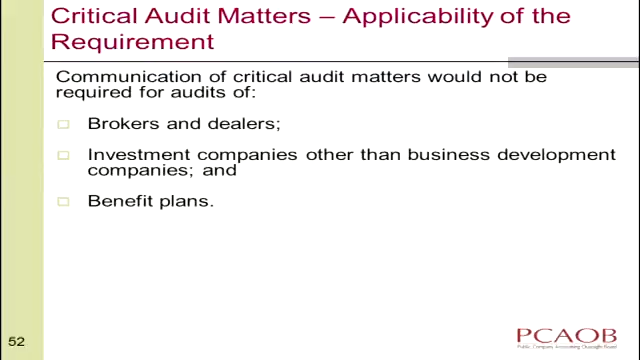 Critical Audit Matters – Applicability of the
Requirement
Communication of critical audit matters would not be
required for audits of:
Brokers and dealers;
Investment companies other than business development
companies; and
Benefit plans.
52
PCAOB
Public Company Accounting Oversight Board